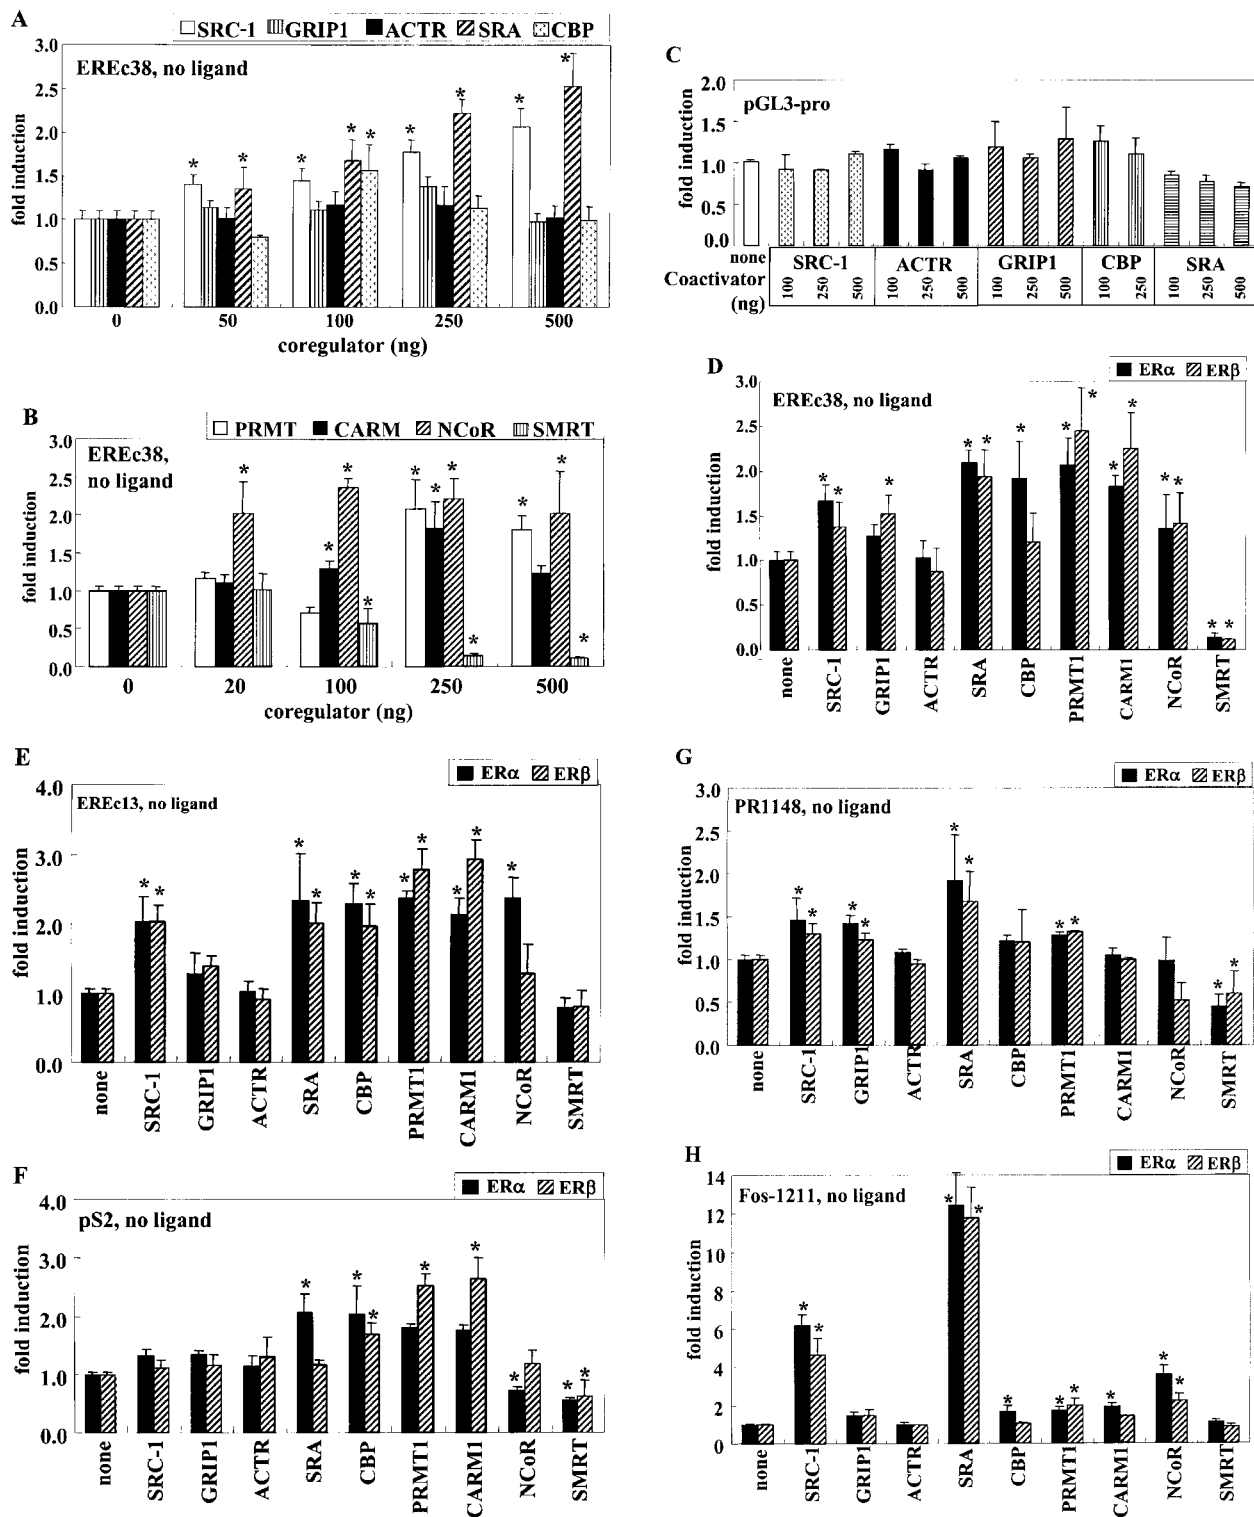 A
SRC-1 GRIP1 ACTR SRA CBP
EREc38, no ligand
fold induction
3.0
2.5
2.0
1.5
1.0
0.5
0.0
* * * * * * * * *
0 50 100 250 500
coregulator (ng)
B
PRMT CARM NCoR SMRT
EREc38,
no ligand
fold induction
3.0
2.5
2.0
1.5
1.0
0.5
0.0
* * * * * * * * * * *
0 20 100 250 500
coregulator (ng)
C
pGL3-pro
fold induction
2.0
1.5
1.0
0.5
0.0
none
SRC-1 ACTR GRIP1 CBP SRA
Coactivator
(ng)
100 250 500 100 250 500 100 250 500 100 250 100 250 500
D
ERα ERβ
EREc38, no ligand
fold induction
3.0
2.5
2.0
1.5
1.0
0.5
0.0
* * * * * * * * * * * * * *
none SRC-1 GRIP1 ACTR SRA CBP PRMT1 CARM1 NCoR SMRT
E
ERα ERβ
EREc13, no ligand
fold induction
4.0
3.0
2.0
1.0
0.0
* * * * * * * * * * *
none SRC-1 GRIP1 ACTR SRA CBP PRMT1 CARM1 NCoR SMRT
F
ERα ERβ
pS2, no ligand
fold induction
4.0
3.0
2.0
1.0
0.0
* * * * * * * *
none SRC-1 GRIP1 ACTR SRA CBP PRMT1 CARM1 NCoR SMRT
G
ERα ERβ
PR1148, no ligand
fold induction
3.0
2.5
2.0
1.5
1.0
0.5
0.0
* * * * * * * * * *
none SRC-1 GRIP1 ACTR SRA CBP PRMT1 CARM1 NCoR SMRT
H
ERα ERβ
Fos-1211, no ligand
fold induction
14
12
10
8
6
4
2
0
* * * * * * * * * *
none SRC-1 GRIP1 ACTR SRA CBP PRMT1 CARM1 NCoR SMRT